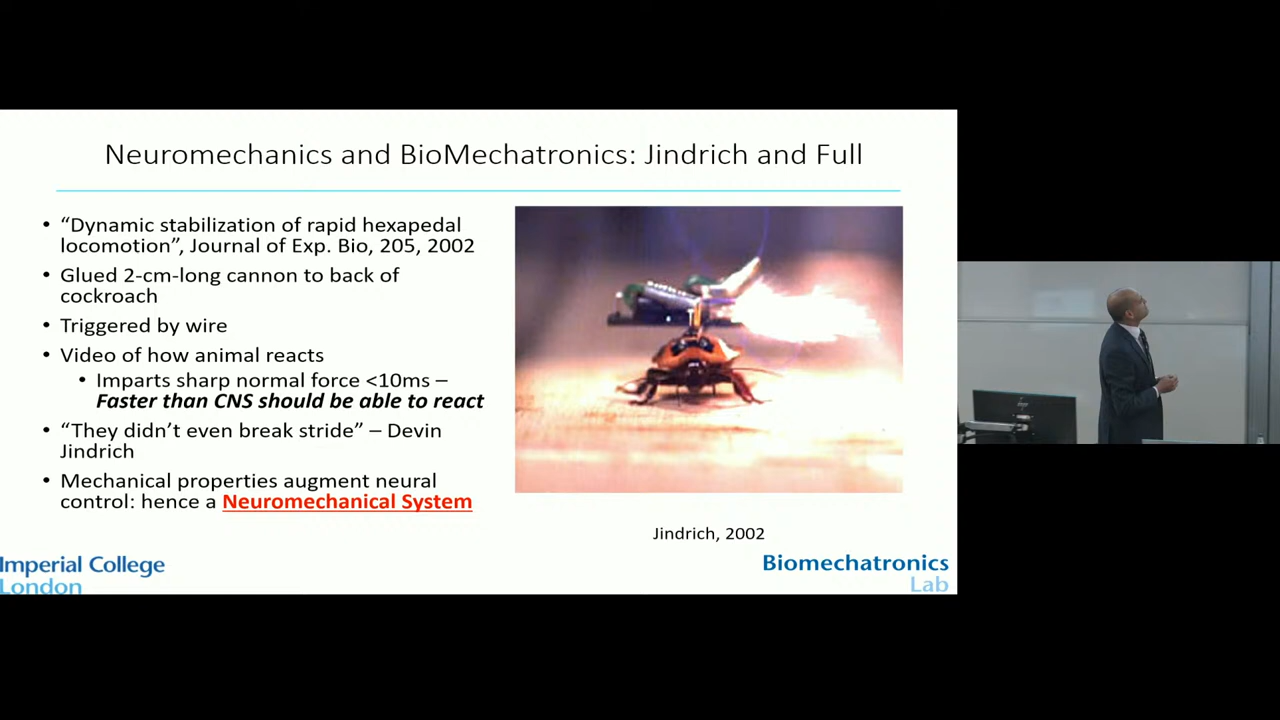 Neuromechanics and BioMechatronics: Jindrich and Full
• “Dynamic stabilization of rapid hexapedal
locomotion”, Journal of Exp. Bio, 205, 2002
• Glued 2-cm-long cannon to back of
cockroach
• Triggered by wire
• Video of how animal reacts
• Imparts sharp normal force <10ms –
Faster than CNS should be able to react
• “They didn’t even break stride” – Devin
Jindrich
• Mechanical properties augment neural
control: hence a Neuromechanical System
Jindrich, 2002
Imperial College
London
Biomechatronics
Lab